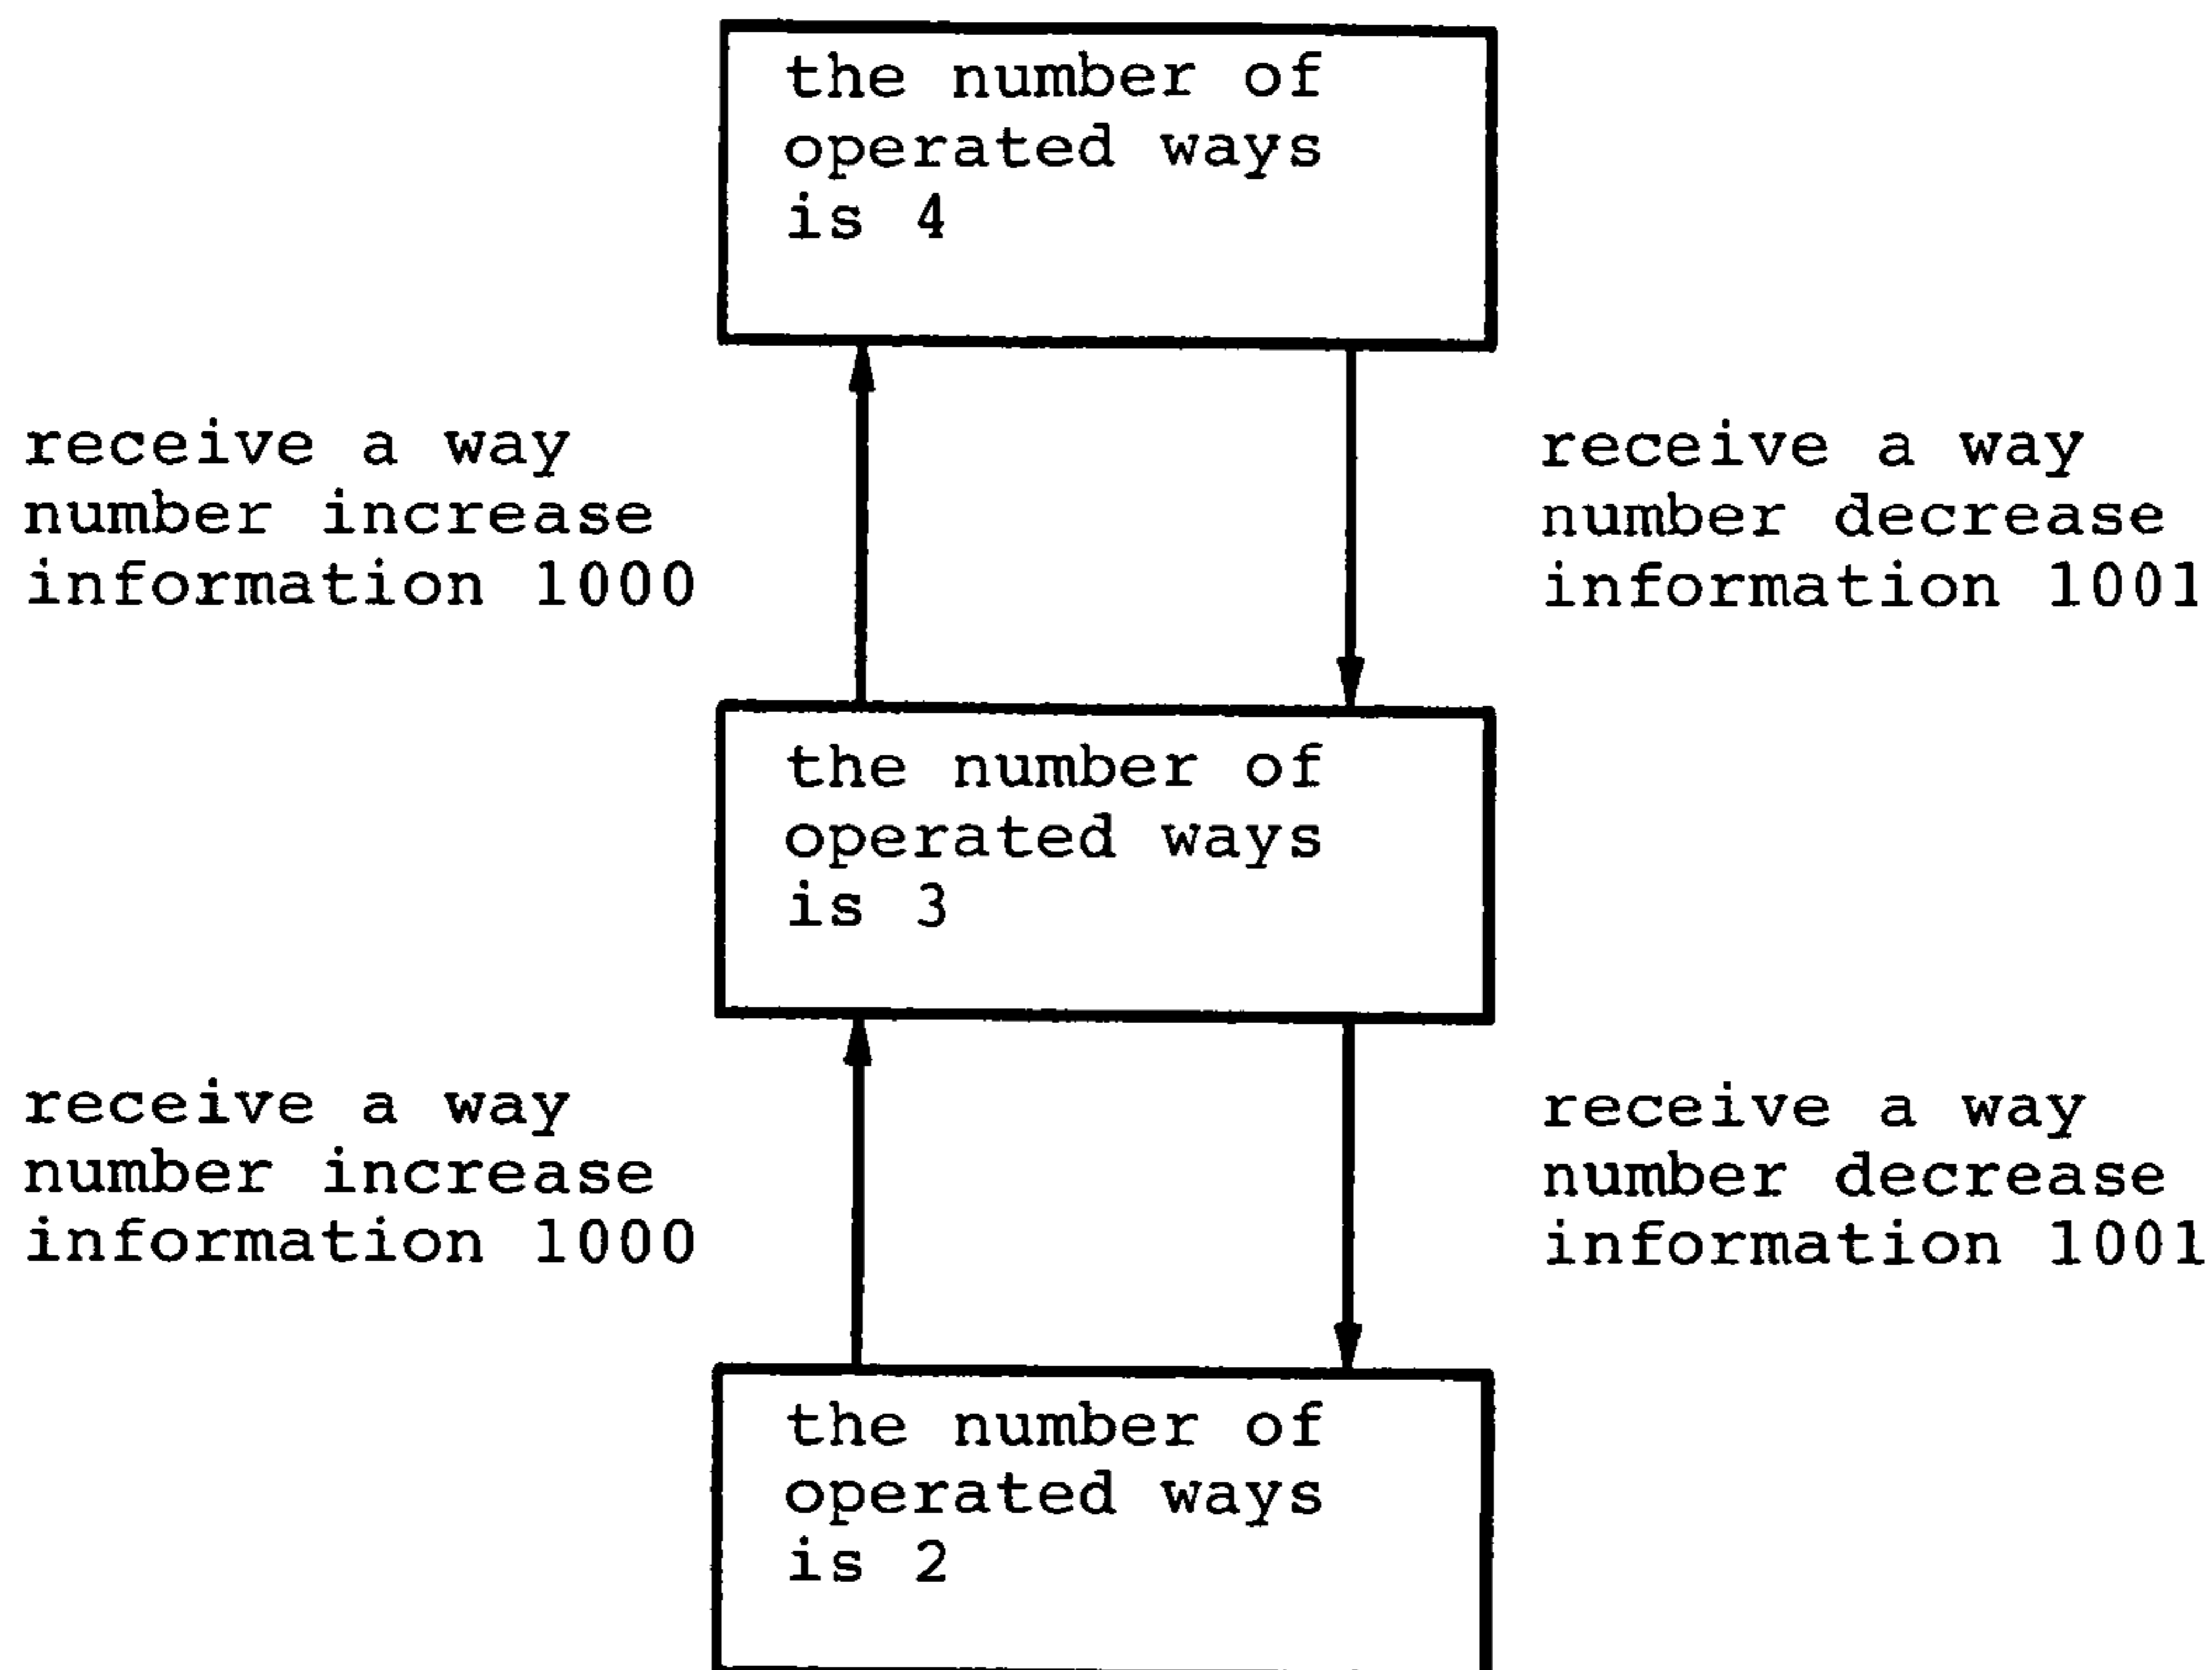 the number of
operated ways
is 4
receive a way
number increase
information 1000
receive a way
number decrease
information 1001
the number of
operated ways
is 3
receive a way
number increase
information 1000
receive a way
number decrease
information 1001
the number of
operated ways
is 2